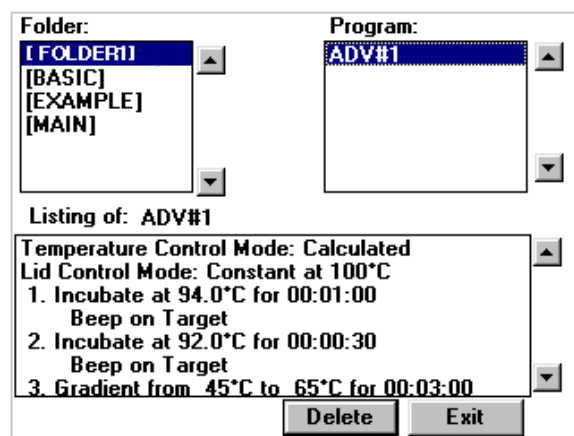 Folder:
Program:
[ FOLDER1]
[BASIC]
[EXAMPLE]
[MAIN]
ADV#1
Listing of: ADV#1
Temperature Control Mode: Calculated
Lid Control Mode: Constant at 100°C
1. Incubate at 94.0°C for 00:01:00
Beep on Target
2. Incubate at 92.0°C for 00:00:30
Beep on Target
3. Gradient from 45°C to 65°C for 00:03:00
Delete
Exit